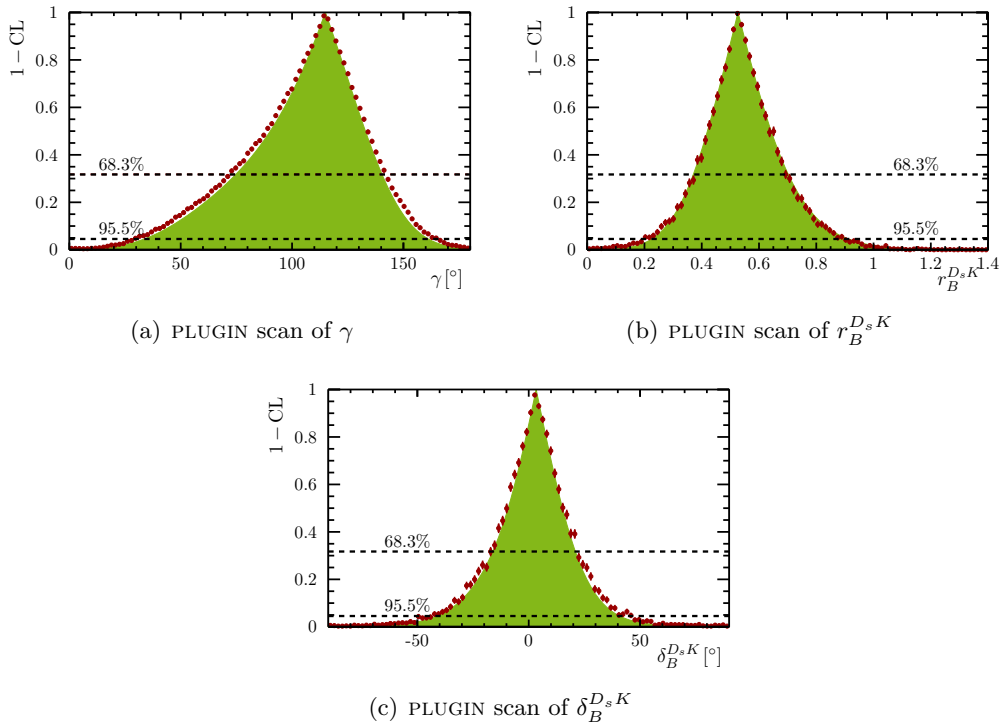 1 − CL
1
0.8
0.6
0.4
0.2
0
68.3%
95.5%
0 50 100 150
γ [°]
(a) PLUGIN scan of γ
1 − CL
1
0.8
0.6
0.4
0.2
0
68.3%
95.5%
0 0.2 0.4 0.6 0.8 1 1.2 1.4
r_B^{D_sK}
(b) PLUGIN scan of r_B^{D_sK}
1 − CL
1
0.8
0.6
0.4
0.2
0
68.3%
95.5%
-50 0 50
δ_B^{D_sK} [°]
(c) PLUGIN scan of δ_B^{D_sK}